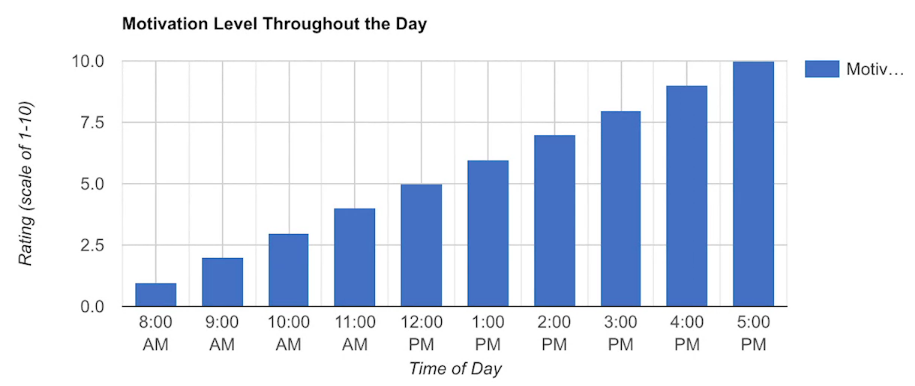 Motivation Level Throughout the Day
10.0
7.5
5.0
2.5
0.0
Rating (scale of 1-10)
Motiv...
8:00 AM
9:00 AM
10:00 AM
11:00 AM
12:00 PM
1:00 PM
2:00 PM
3:00 PM
4:00 PM
5:00 PM
Time of Day